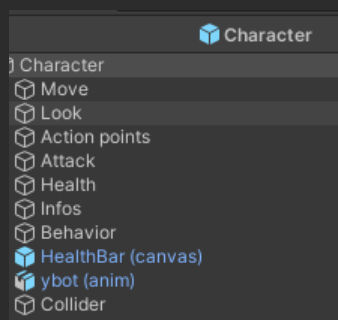 Character
Character
Move
Look
Action points
Attack
Health
Infos
Behavior
HealthBar (canvas)
ybot (anim)
Collider